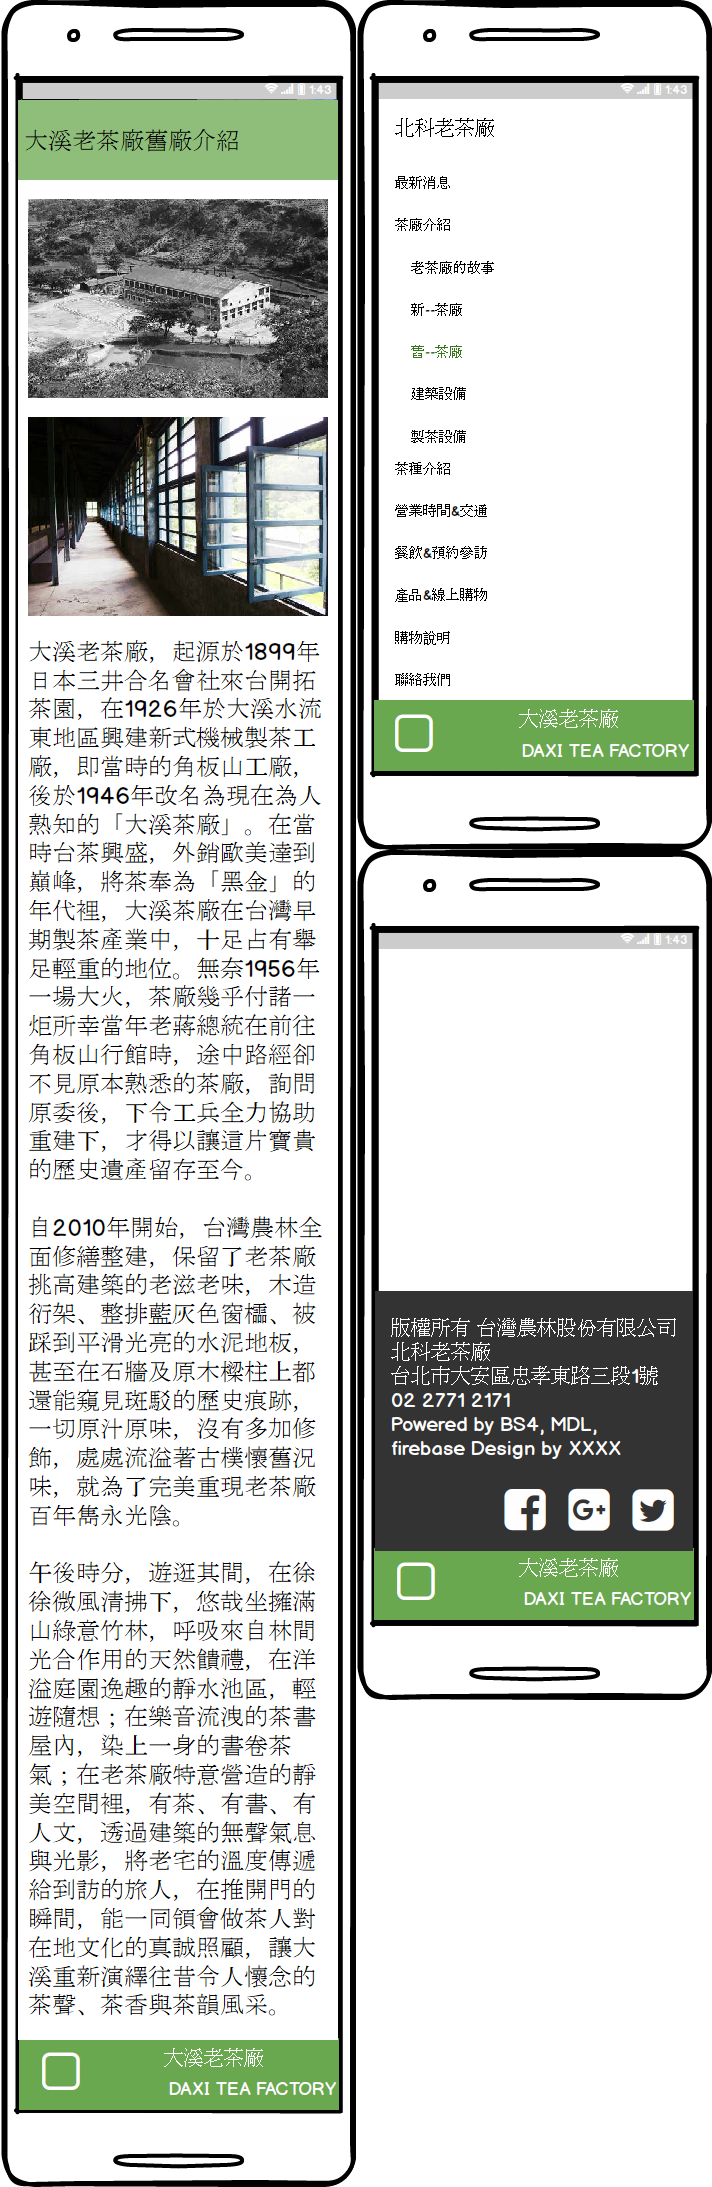 1:43
大溪老茶廠舊廠介紹
大溪老茶廠，起源於1899年
日本三井合名會社來台開拓
茶園，在1926年於大溪水流
東地區興建新式機械製茶工
廠，即當時的角板山工廠，
後於1946年改名為現在為人
熟知的「大溪茶廠」。在當
時台茶興盛，外銷歐美達到
巔峰，將茶奉為「黑金」的
年代裡，大溪茶廠在台灣早
期製茶產業中，十足占有舉
足輕重的地位。無奈1956年
一場大火，茶廠幾乎付諸一
炬所幸當年老蔣總統在前往
角板山行館時，途中路經卻
不見原本熟悉的茶廠，詢問
原委後，下令工兵全力協助
重建下，才得以讓這片寶貴
的歷史遺產留存至今。
自2010年開始，台灣農林全
面修繕整建，保留了老茶廠
挑高建築的老滋老味，木造
衍架、整排藍灰色窗櫺、被
踩到平滑光亮的水泥地板，
甚至在石牆及原木樑柱上都
還能窺見斑駁的歷史痕跡，
一切原汁原味，沒有多加修
飾，處處流溢著古樸懷舊況
味，就為了完美重現老茶廠
百年雋永光陰。
午後時分，遊逛其間，在徐
徐微風清拂下，悠哉坐擁滿
山綠意竹林，呼吸來自林間
光合作用的天然饋禮，在洋
溢庭園逸趣的靜水池區，輕
遊隨想；在樂音流洩的茶書
屋內，染上一身的書卷茶
氣；在老茶廠特意營造的靜
美空間裡，有茶、有書、有
人文，透過建築的無聲氣息
與光影，將老宅的溫度傳遞
給到訪的旅人，在推開門的
瞬間，能一同領會做茶人對
在地文化的真誠照顧，讓大
溪重新演繹往昔令人懷念的
茶聲、茶香與茶韻風采。
大溪老茶廠
DAXI TEA FACTORY
1:43
北科老茶廠
最新消息
茶廠介紹
老茶廠的故事
新--茶廠
舊--茶廠
建築設備
製茶設備
茶種介紹
營業時間&交通
餐飲&預約參訪
產品&線上購物
購物說明
聯絡我們
大溪老茶廠
DAXI TEA FACTORY
1:43
版權所有 台灣農林股份有限公司
北科老茶廠
台北市大安區忠孝東路三段1號
02 2771 2171
Powered by BS4, MDL,
firebase Design by XXXX
大溪老茶廠
DAXI TEA FACTORY